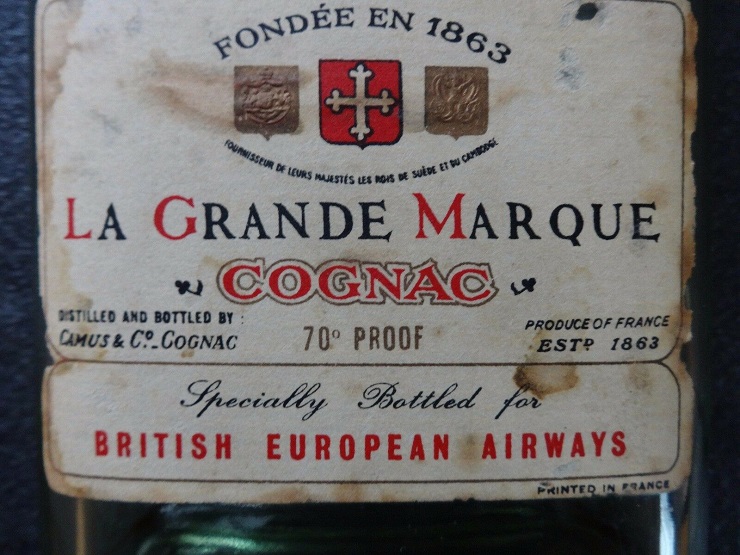 FONDÉE EN 1863
FOURNISSEUR DE LEURS MAJESTÉS LES ROIS DE SUÈDE ET DU CAMBODGE
LA GRANDE MARQUE
COGNAC
DISTILLED AND BOTTLED BY :
CAMUS & Cº_COGNAC
70º PROOF
PRODUCE OF FRANCE
ESTD 1863
Specially Bottled for
BRITISH EUROPEAN AIRWAYS
PRINTED IN FRANCE